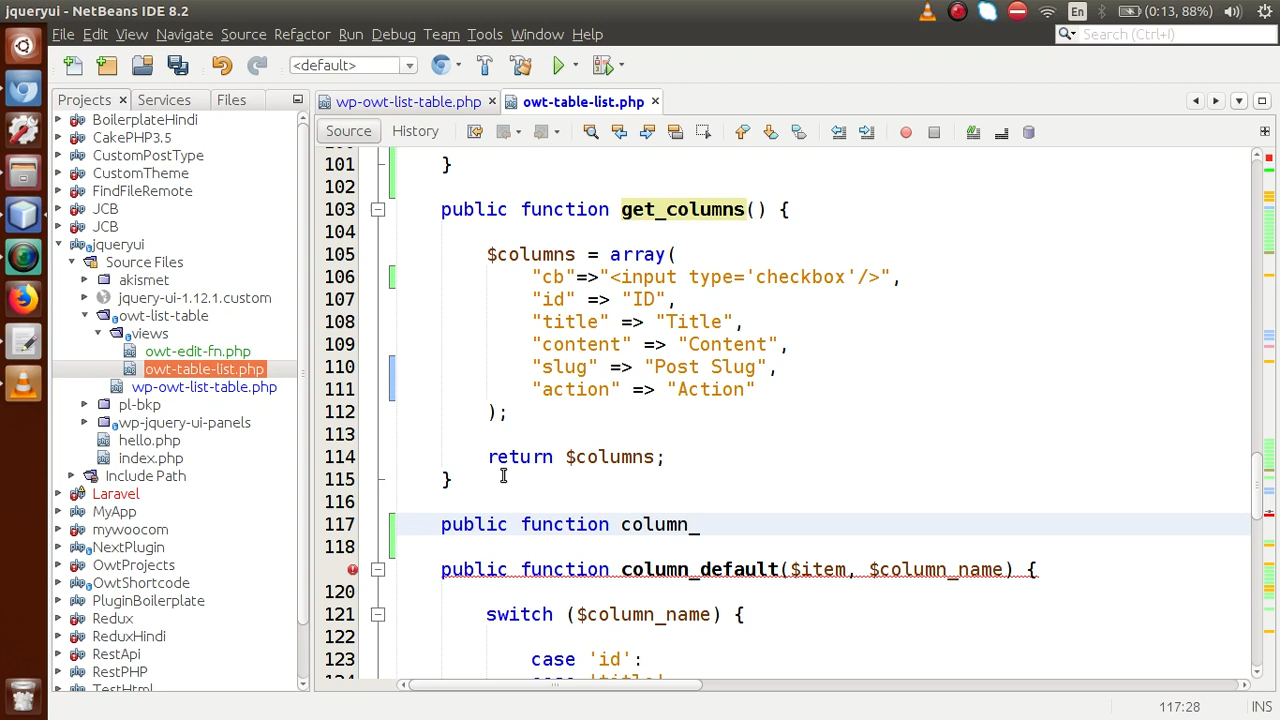 jqueryui - NetBeans IDE 8.2
En (0:13, 88%)
File Edit View Navigate Source Refactor Run Debug Team Tools Window Help
Search (Ctrl+I)
<default>
Projects Services Files
wp-owt-list-table.php owt-table-list.php
Source History
BoilerplateHindi
CakePHP3.5
CustomPostType
CustomTheme
FindFileRemote
JCB
JCB
jqueryui
Source Files
akismet
jquery-ui-1.12.1.custom
owt-list-table
views
owt-edit-fn.php
owt-table-list.php
wp-owt-list-table.php
pl-bkp
wp-jquery-ui-panels
hello.php
index.php
Include Path
Laravel
MyApp
mywoocom
NextPlugin
OwtProjects
OwtShortcode
PluginBoilerplate
Redux
ReduxHindi
RestApi
RestPHP
TestHtml
101 }
102
103 public function get_columns() {
104
105 $columns = array(
106 "cb"=>"<input type='checkbox'/>",
107 "id" => "ID",
108 "title" => "Title",
109 "content" => "Content",
110 "slug" => "Post Slug",
111 "action" => "Action"
112 );
113
114 return $columns;
115 }
116
117 public function column_
118
public function column_default($item, $column_name) {
120
121 switch ($column_name) {
122
123 case 'id':
124 case 'title'
117:28 INS